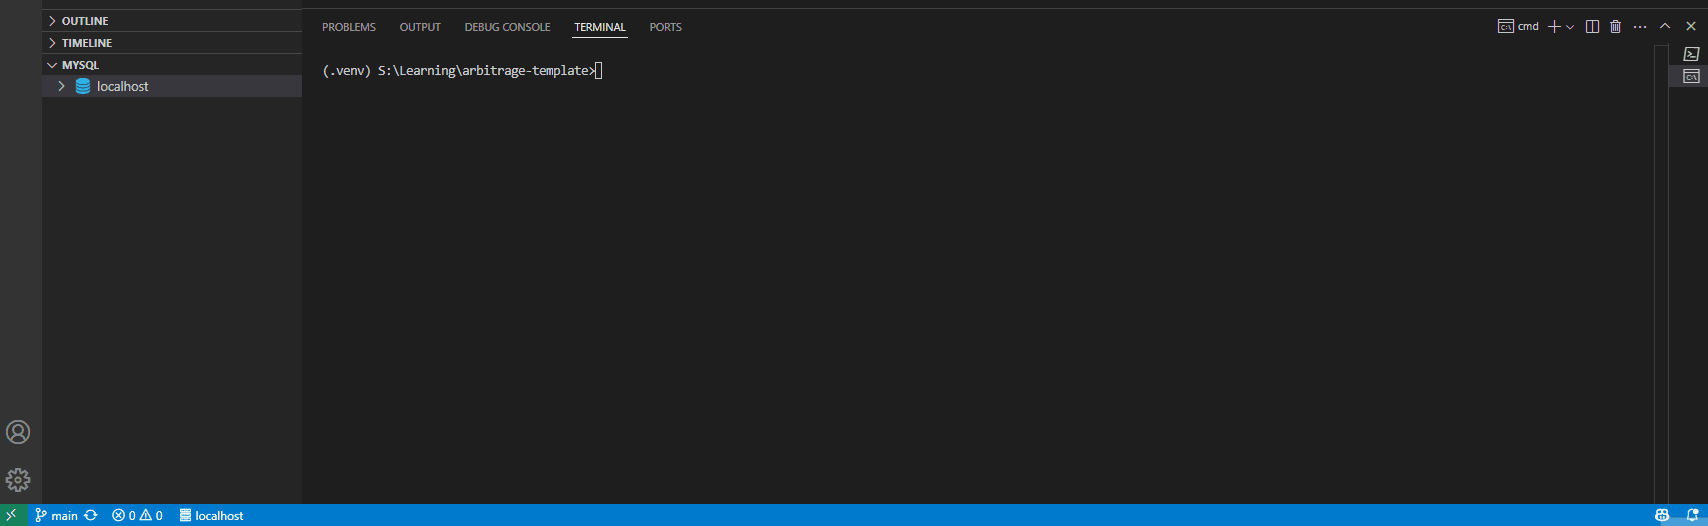 OUTLINE
TIMELINE
MYSQL
localhost
PROBLEMS OUTPUT DEBUG CONSOLE TERMINAL PORTS
cmd
(.venv) S:\Learning\arbitrage-template>
main 0 0 localhost